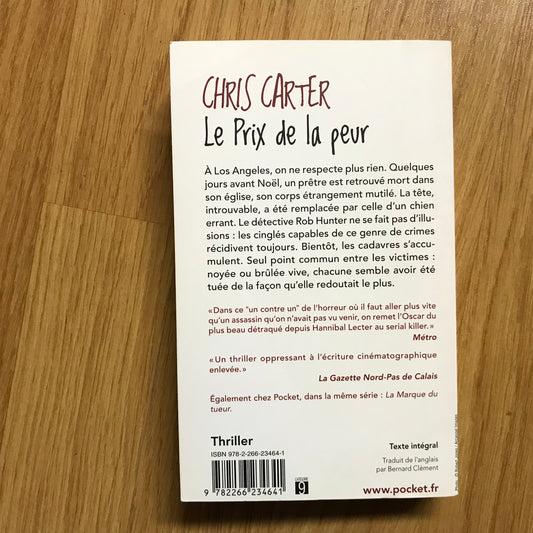 CHRIS CARTER
Le Prix de la peur
À Los Angeles, on ne respecte plus rien. Quelques
jours avant Noël, un prêtre est retrouvé mort dans
son église, son corps étrangement mutilé. La tête,
introuvable, a été remplacée par celle d'un chien
errant. Le détective Rob Hunter ne se fait pas d'illu-
sions : les cinglés capables de ce genre de crimes
récidivent toujours. Bientôt, les cadavres s'accu-
mulent. Seul point commun entre les victimes :
noyée ou brûlée vive, chacune semble avoir été
tuée de la façon qu'elle redoutait le plus.
« Dans ce "un contre un" de l'horreur où il faut aller plus vite
qu'un assassin qu'on n'avait pas vu venir, on remet l'Oscar du
plus beau détraqué depuis Hannibal Lecter au serial killer. »
Métro
« Un thriller oppressant à l'écriture cinématographique
enlevée. »
La Gazette Nord-Pas de Calais
Également chez Pocket, dans la même série : La Marque du
tueur.
Thriller
ISBN 978-2-266-23464-1
9 782266 234641
CATÉGORIE
9
Texte intégral
Traduit de l'anglais
par Bernard Clément
www.pocket.fr